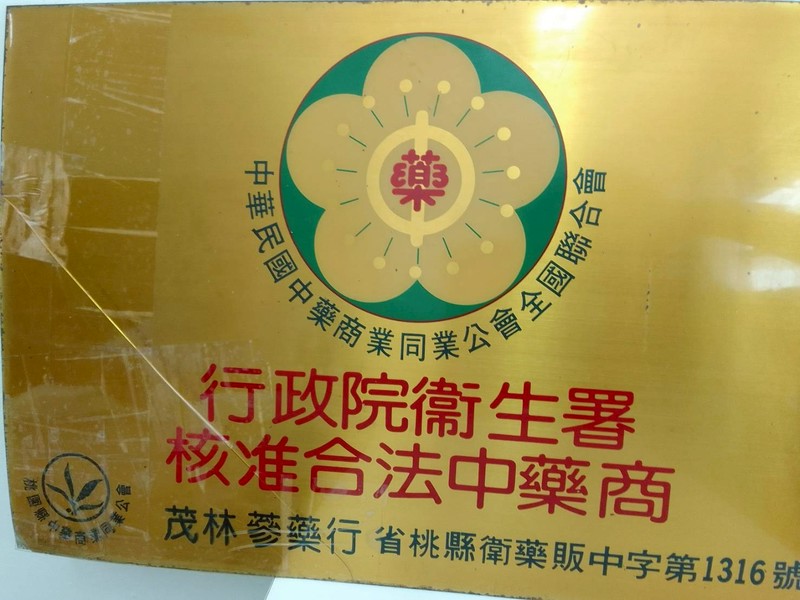 藥
中華民國中藥商業同業公會全國聯合會
行政院衞生署
核准合法中藥商
茂林蔘藥行 省桃縣衛藥販中字第1316號